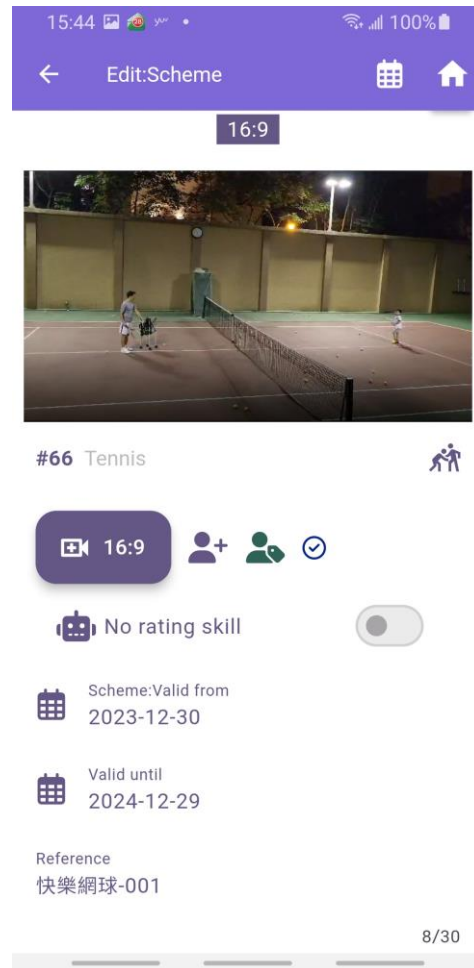 15:44 100%
Edit:Scheme
16:9
#66 Tennis
16:9
No rating skill
Scheme:Valid from
2023-12-30
Valid until
2024-12-29
Reference
快樂網球-001
8/30